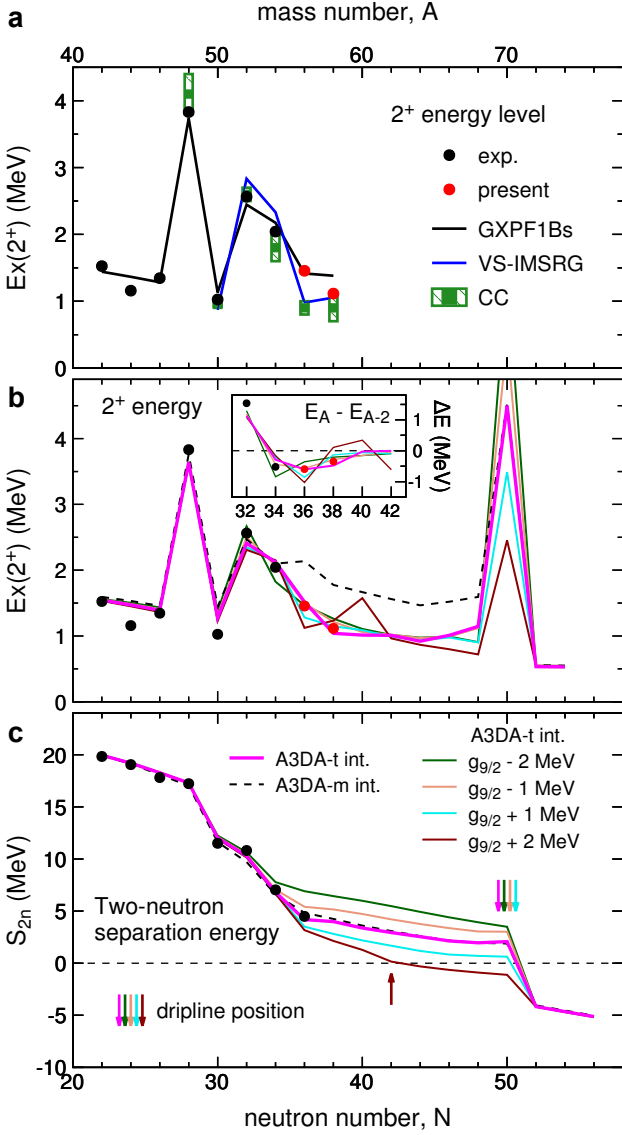 mass number, A
a
40 50 60 70
4
3
2
1
0
Ex(2+) (MeV)
2+ energy level
exp.
present
GXPF1Bs
VS-IMSRG
CC
b
2+ energy
4
3
2
1
0
Ex(2+) (MeV)
EA - EA-2
1
0
-1
ΔE (MeV)
32 34 36 38 40 42
c
20
15
10
5
0
-5
-10
S2n (MeV)
A3DA-t int.
A3DA-m int.
A3DA-t int.
g9/2 - 2 MeV
g9/2 - 1 MeV
g9/2 + 1 MeV
g9/2 + 2 MeV
Two-neutron
separation energy
dripline position
20 30 40 50
neutron number, N